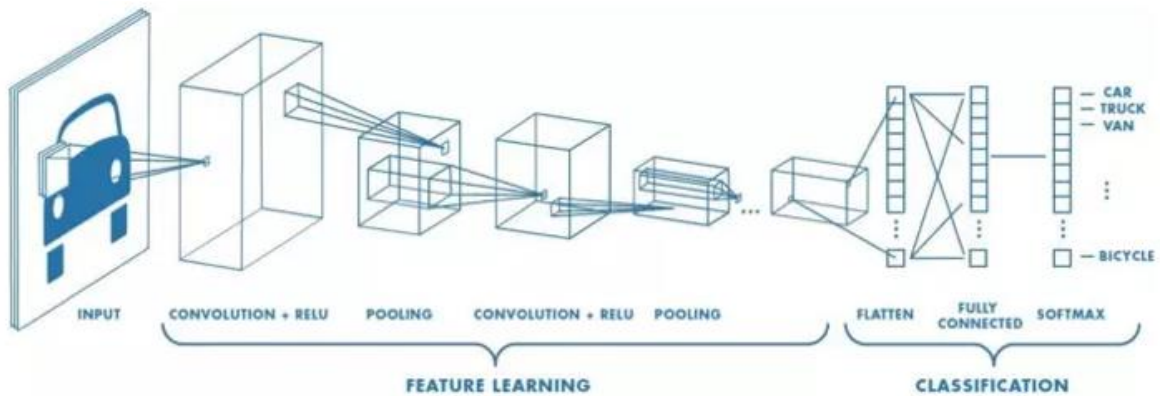 CAR
TRUCK
VAN
BICYCLE
INPUT
CONVOLUTION + RELU
POOLING
CONVOLUTION + RELU
POOLING
FLATTEN
FULLY
CONNECTED
SOFTMAX
FEATURE LEARNING
CLASSIFICATION